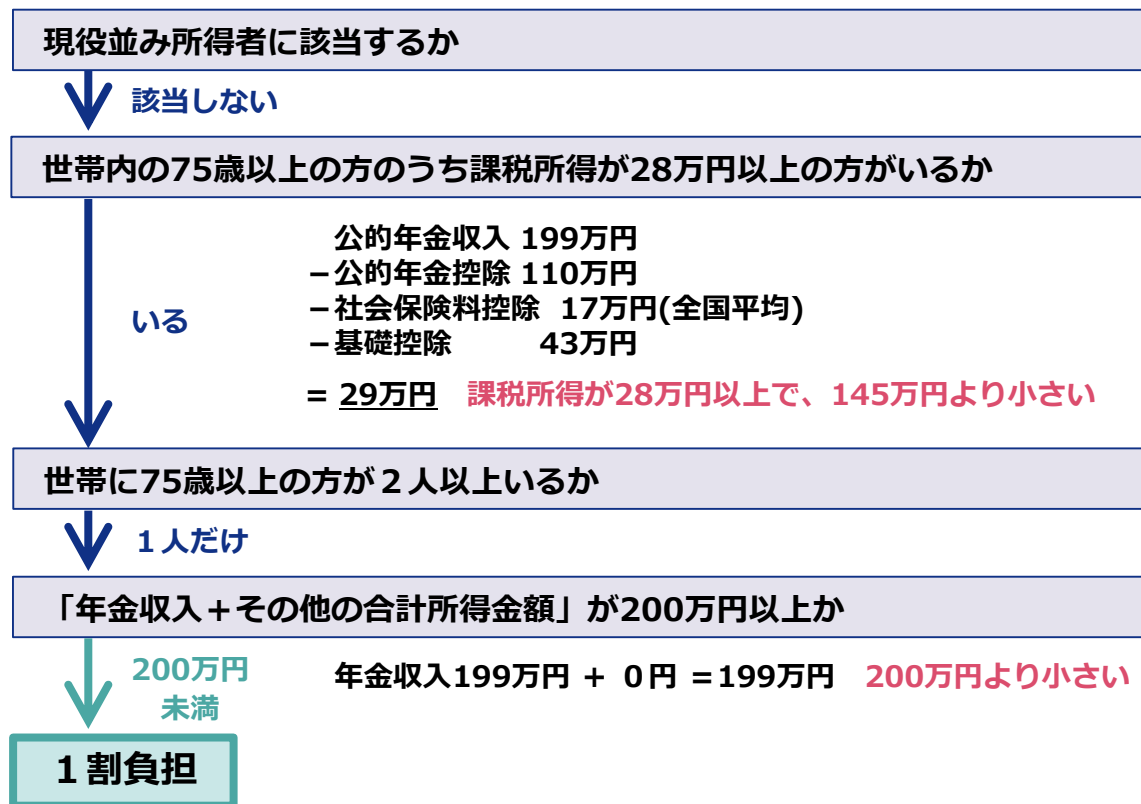 現役並み所得者に該当するか
該当しない
世帯内の75歳以上の方のうち課税所得が28万円以上の方がいるか
公的年金収入 199万円
－公的年金控除 110万円
－社会保険料控除 17万円(全国平均)
－基礎控除 43万円
いる
= 29万円 課税所得が28万円以上で、145万円より小さい
世帯に75歳以上の方が２人以上いるか
１人だけ
「年金収入＋その他の合計所得金額」が200万円以上か
200万円
未満
年金収入199万円 + ０円 =199万円 200万円より小さい
１割負担